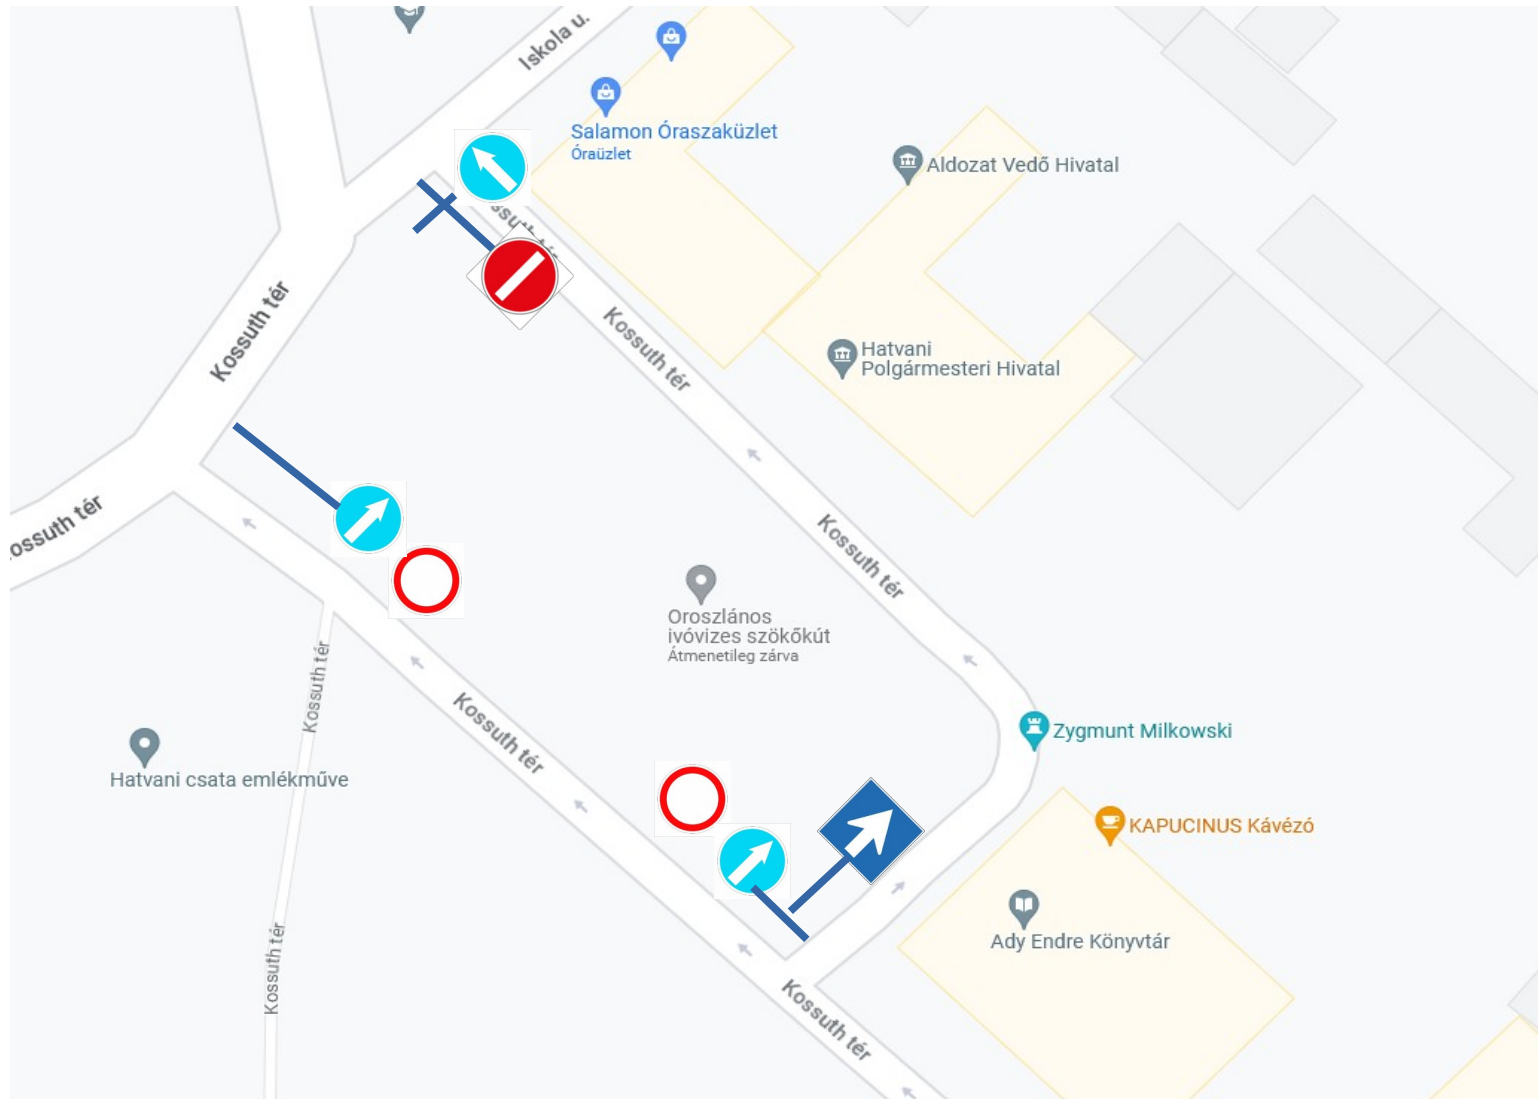 Iskola u.
Salamon Óraszaküzlet
Óraüzlet
Aldozat Vedő Hivatal
Kossuth tér
Kossuth tér
Hatvani
Polgármesteri Hivatal
ossuth tér
Kossuth tér
Oroszlános
ivóvizes szökőkút
Átmenetileg zárva
Kossuth tér
Kossuth tér
Zygmunt Milkowski
Hatvani csata emlékműve
KAPUCINUS Kávézó
Ady Endre Könyvtár
Kossuth tér
Kossuth tér